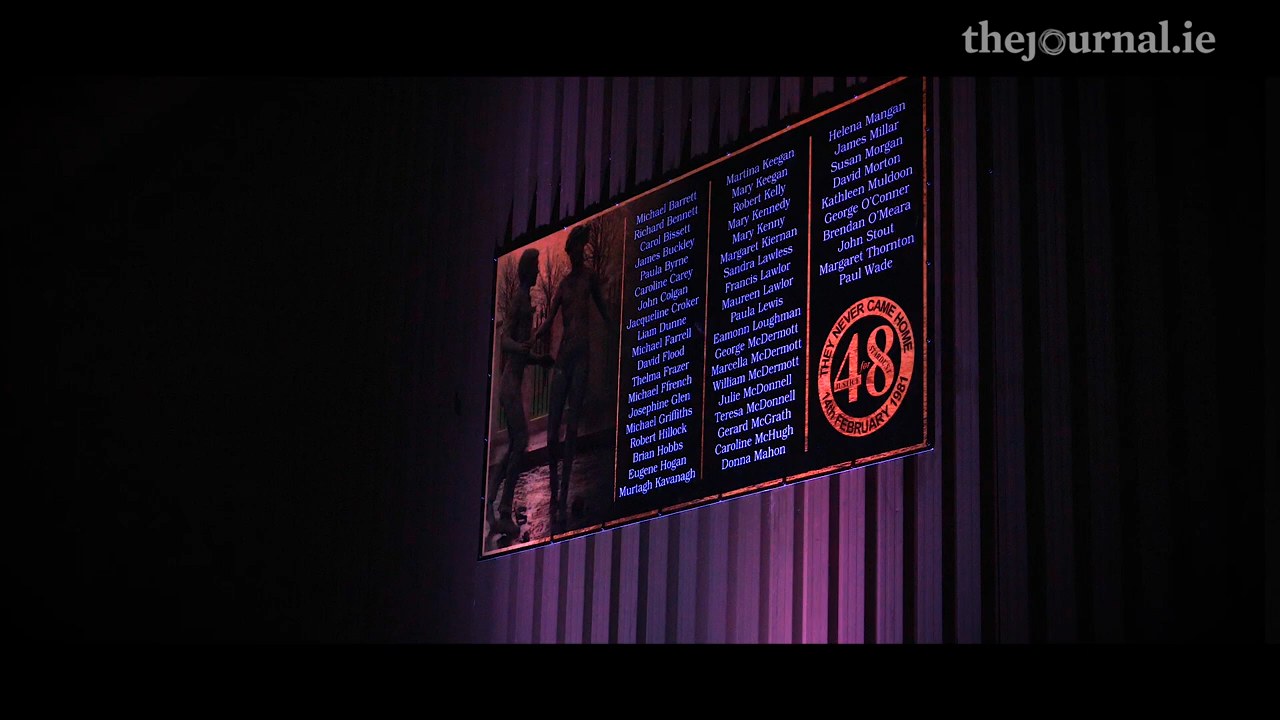 thejournal.ie
Michael Barrett
Richard Bennett
Carol Bissett
James Buckley
Paula Byrne
Caroline Carey
John Colgan
Jacqueline Croker
Liam Dunne
Michael Farrell
David Flood
Thelma Frazer
Michael Ffrench
Josephine Glen
Michael Griffiths
Robert Hillock
Brian Hobbs
Eugene Hogan
Murtagh Kavanagh
Martina Keegan
Mary Keegan
Robert Kelly
Mary Kennedy
Mary Kenny
Margaret Kiernan
Sandra Lawless
Francis Lawlor
Maureen Lawlor
Paula Lewis
Eamonn Loughman
George McDermott
Marcella McDermott
William McDermott
Julie McDonnell
Teresa McDonnell
Gerard McGrath
Caroline McHugh
Donna Mahon
Helena Mangan
James Millar
Susan Morgan
David Morton
Kathleen Muldoon
George O'Conner
Brendan O'Meara
John Stout
Margaret Thornton
Paul Wade
THEY NEVER CAME HOME
48
JUSTICE for STARDUST
14th FEBRUARY 1981